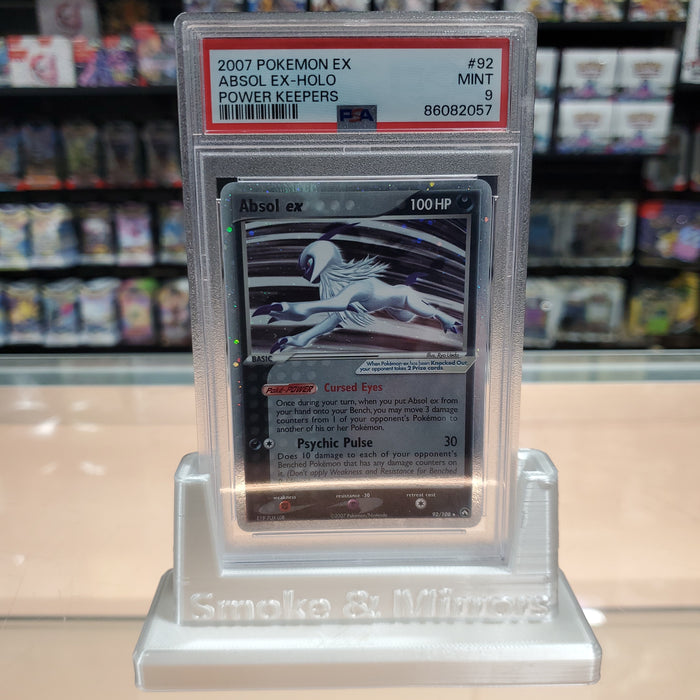 2007 POKEMON EX #92
ABSOL EX-HOLO MINT
POWER KEEPERS 9
PSA 86082057
Absol ex 100 HP
Illus. Ryo Ueda
BASIC
When Pokémon-ex has been Knocked Out,
your opponent takes 2 Prize cards.
Poké-POWER Cursed Eyes
Once during your turn, when you put Absol ex from
your hand onto your Bench, you may move 3 damage
counters from 1 of your opponent's Pokémon to
another of his or her Pokémon.
Psychic Pulse 30
Does 10 damage to each of your opponent's
Benched Pokémon that has any damage counters on
it. (Don't apply Weakness and Resistance for Benched
weakness resistance -30 retreat cost
©2007 Pokémon/Nintendo 92/108
Smoke & Mirrors